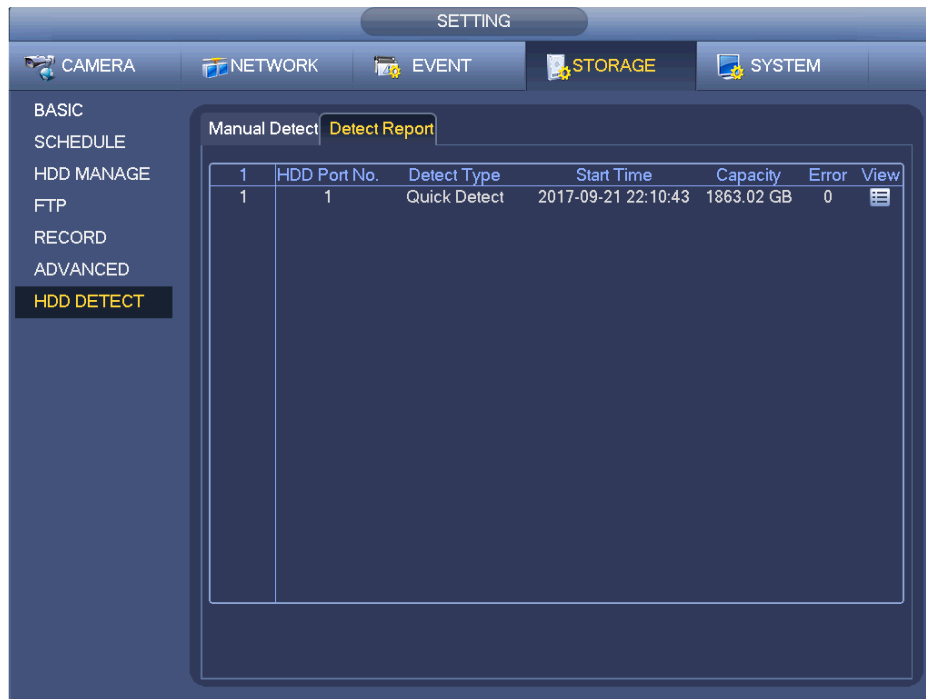 SETTING
CAMERA NETWORK EVENT STORAGE SYSTEM
BASIC
SCHEDULE
HDD MANAGE
FTP
RECORD
ADVANCED
HDD DETECT
Manual Detect Detect Report
1 HDD Port No. Detect Type Start Time Capacity Error View
1 1 Quick Detect 2017-09-21 22:10:43 1863.02 GB 0